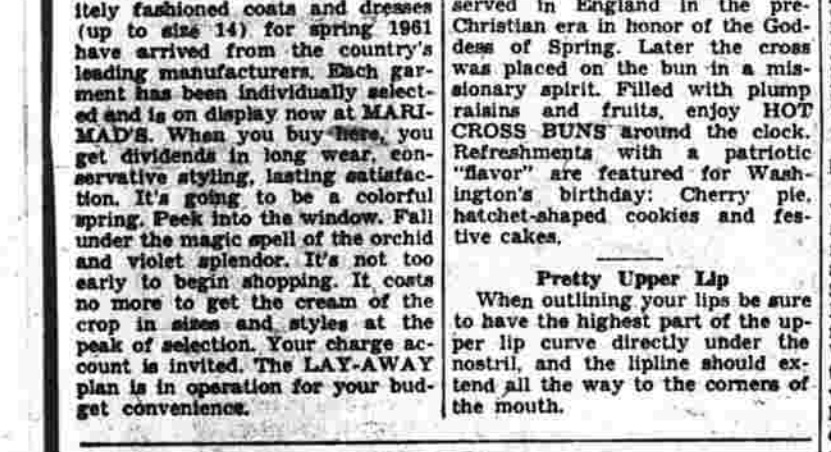 itely fashioned coats and dresses
(up to size 14) for spring 1961
have arrived from the country's
leading manufacturers. Each gar-
ment has been individually select-
ed and is on display now at MARI-
MAD'S. When you buy here, you
get dividends in long wear, con-
servative styling, lasting satisfac-
tion. It's going to be a colorful
spring. Peek into the window. Fall
under the magic spell of the orchid
and violet splendor. It's not too
early to begin shopping. It costs
no more to get the cream of the
crop in sizes and styles at the
peak of selection. Your charge ac-
count is invited. The LAY-AWAY
plan is in operation for your bud-
get convenience.
served in England in the pre-
Christian era in honor of the God-
dess of Spring. Later the cross
was placed on the bun in a mis-
sionary spirit. Filled with plump
raisins and fruits, enjoy HOT
CROSS BUNS around the clock.
Refreshments with a patriotic
"flavor" are featured for Wash-
ington's birthday: Cherry pie,
hatchet-shaped cookies and fes-
tive cakes.
Pretty Upper Lip
When outlining your lips be sure
to have the highest part of the up-
per lip curve directly under the
nostril, and the lipline should ex-
tend all the way to the corners of
the mouth.